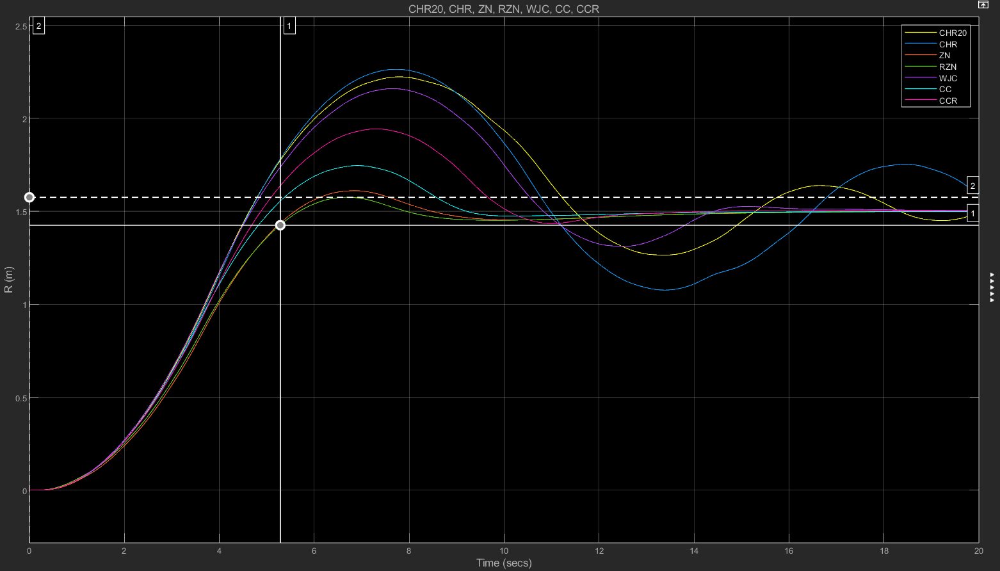 CHR20, CHR, ZN, RZN, WJC, CC, CCR
2
1
2.5
2
1.5
1
0.5
0
R (m)
CHR20
CHR
ZN
RZN
WJC
CC
CCR
2
1
0
2
4
6
8
10
12
14
16
18
20
Time (secs)